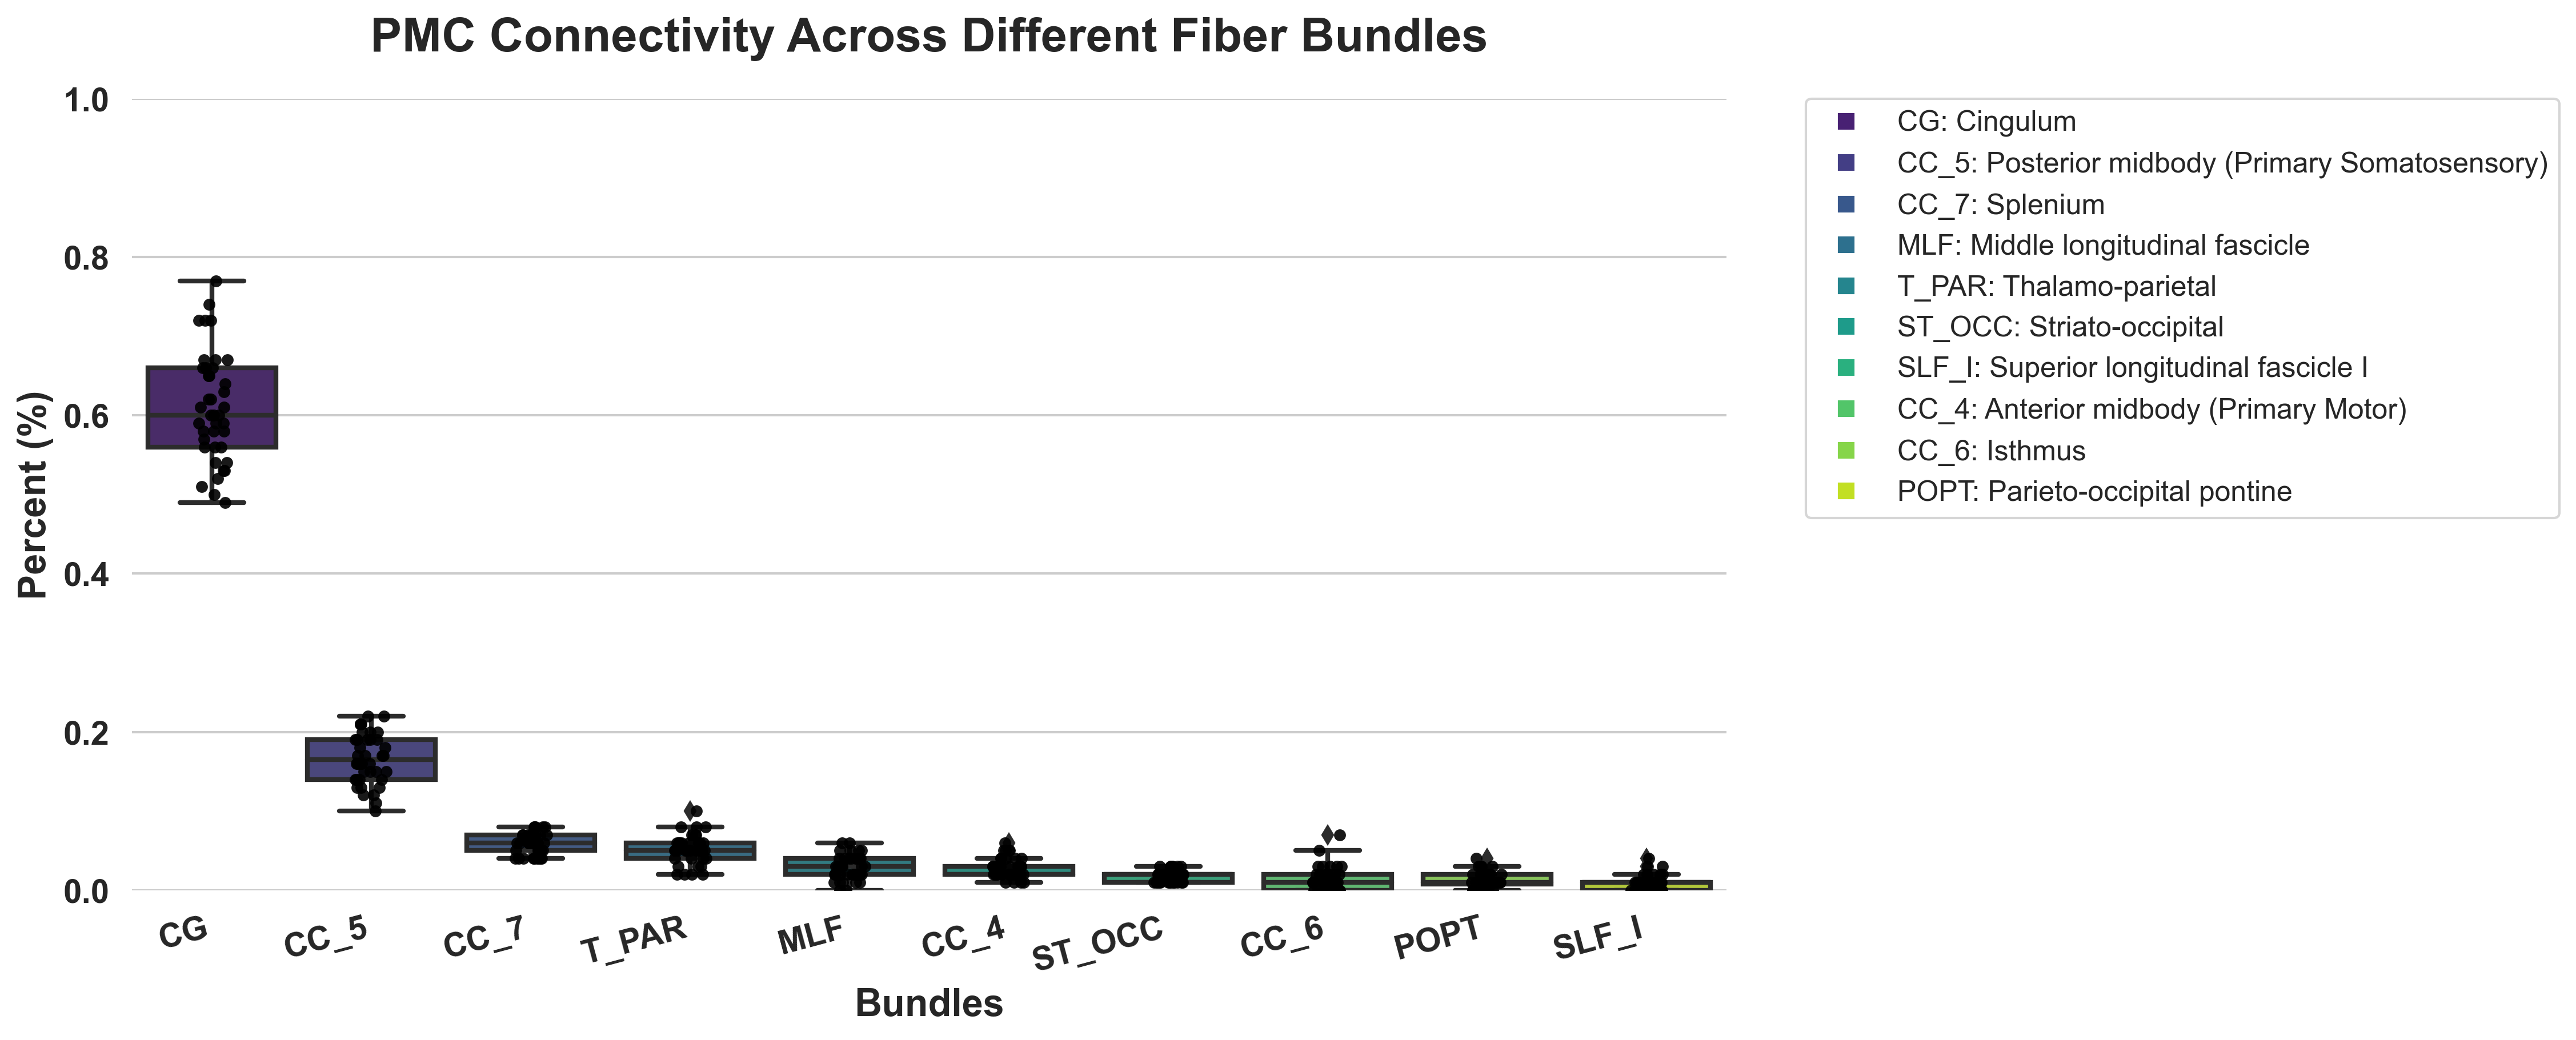 PMC Connectivity Across Different Fiber Bundles
Percent (%)
1.0
0.8
0.6
0.4
0.2
0.0
CG
CC_5
CC_7
T_PAR
MLF
CC_4
ST_OCC
CC_6
POPT
SLF_I
Bundles
CG: Cingulum
CC_5: Posterior midbody (Primary Somatosensory)
CC_7: Splenium
MLF: Middle longitudinal fascicle
T_PAR: Thalamo-parietal
ST_OCC: Striato-occipital
SLF_I: Superior longitudinal fascicle I
CC_4: Anterior midbody (Primary Motor)
CC_6: Isthmus
POPT: Parieto-occipital pontine